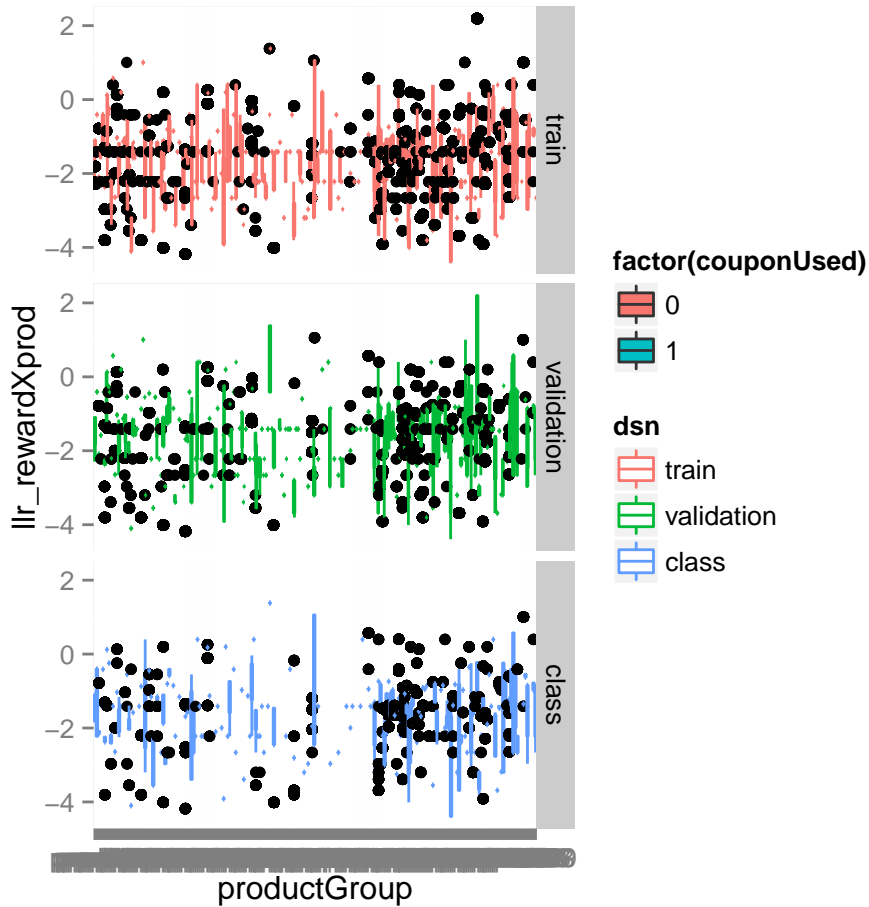 2
0
−2
−4
train
2
0
−2
−4
validation
2
0
−2
−4
class
llr_rewardXprod
productGroup
factor(couponUsed)
0
1
dsn
train
validation
class